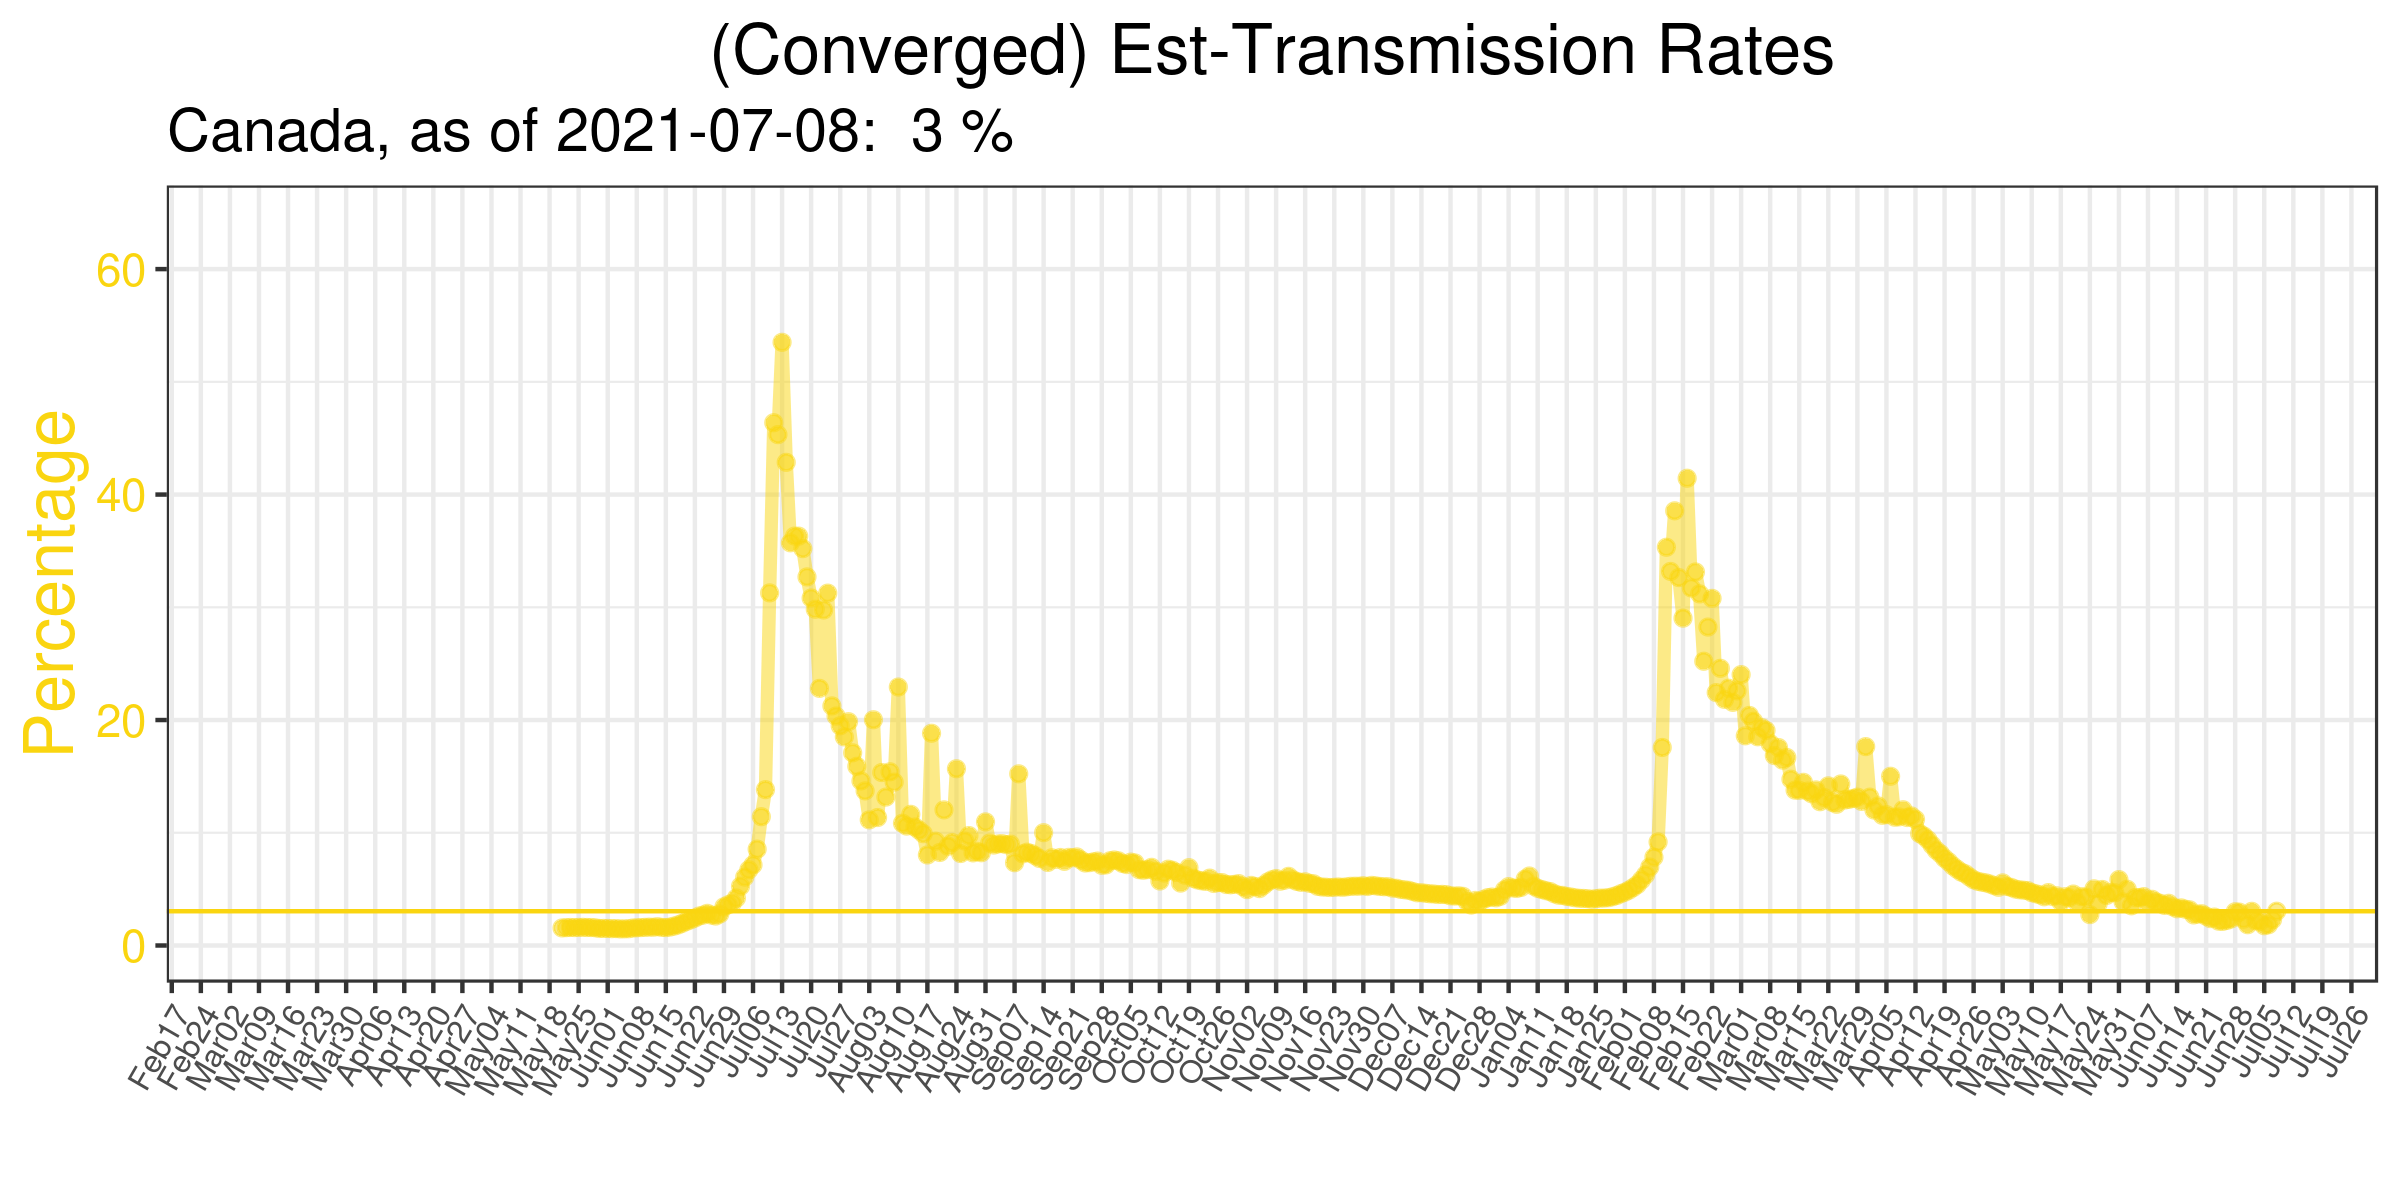 (Converged) Est-Transmission Rates
Canada, as of 2021-07-08:  3 %
Percentage
60
40
20
0
Feb17
Feb24
Mar02
Mar09
Mar16
Mar23
Mar30
Apr06
Apr13
Apr20
Apr27
May04
May11
May18
May25
Jun01
Jun08
Jun15
Jun22
Jun29
Jul06
Jul13
Jul20
Jul27
Aug03
Aug10
Aug17
Aug24
Aug31
Sep07
Sep14
Sep21
Sep28
Oct05
Oct12
Oct19
Oct26
Nov02
Nov09
Nov16
Nov23
Nov30
Dec07
Dec14
Dec21
Dec28
Jan04
Jan11
Jan18
Jan25
Feb01
Feb08
Feb15
Feb22
Mar01
Mar08
Mar15
Mar22
Mar29
Apr05
Apr12
Apr19
Apr26
May03
May10
May17
May24
May31
Jun07
Jun14
Jun21
Jun28
Jul05
Jul12
Jul19
Jul26